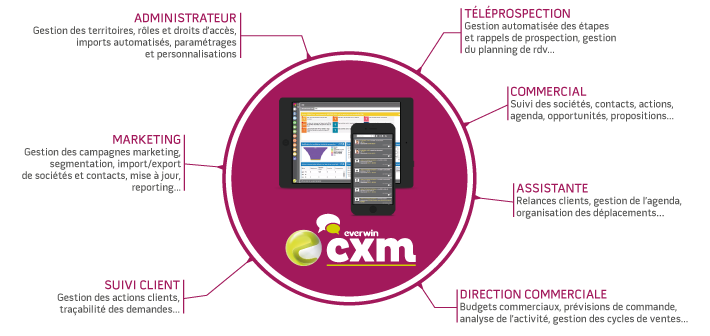 ADMINISTRATEUR
Gestion des territoires, rôles et droits d'accès,
imports automatisés, paramétrages
et personnalisations
TÉLÉPROSPECTION
Gestion automatisée des étapes
et rappels de prospection, gestion
du planning de rdv...
COMMERCIAL
Suivi des sociétés, contacts, actions,
agenda, opportunités, propositions...
MARKETING
Gestion des campagnes marketing,
segmentation, import/export
de sociétés et contacts, mise à jour,
reporting...
ASSISTANTE
Relances clients, gestion de l'agenda,
organisation des déplacements...
everwin
cxm
SUIVI CLIENT
Gestion des actions clients,
traçabilité des demandes...
DIRECTION COMMERCIALE
Budgets commerciaux, prévisions de commande,
analyse de l'activité, gestion des cycles de ventes...